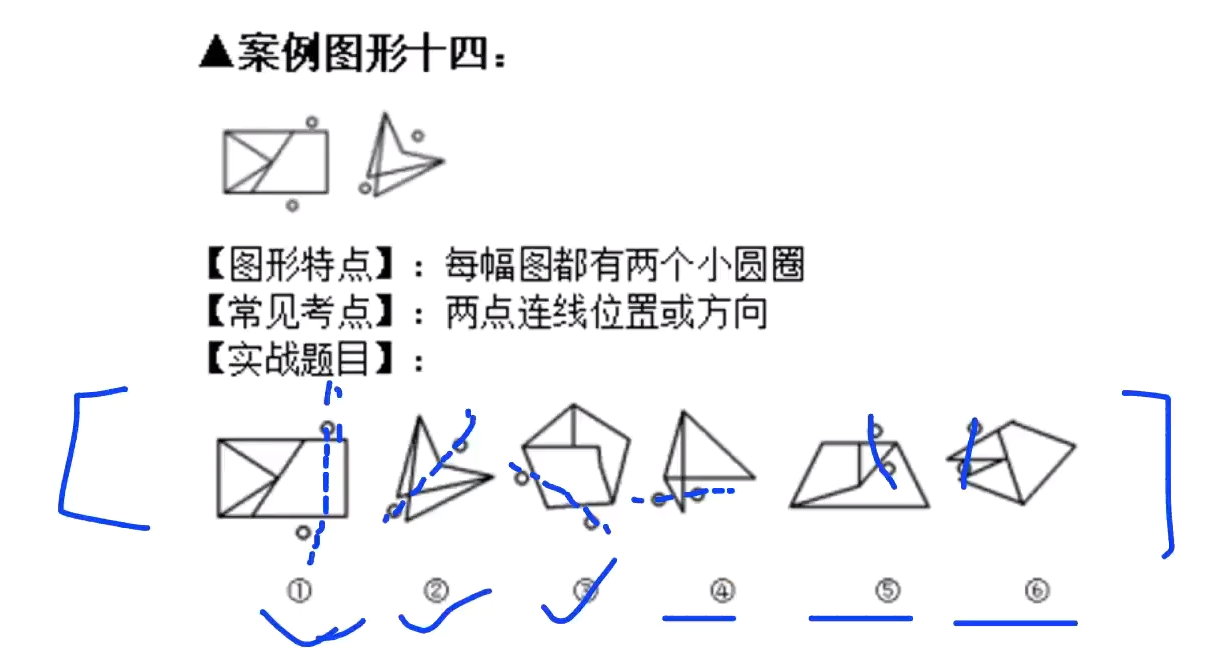 ▲案例图形十四：
【图形特点】：每幅图都有两个小圆圈
【常见考点】：两点连线位置或方向
【实战题目】：
① ② ③ ④ ⑤ ⑥